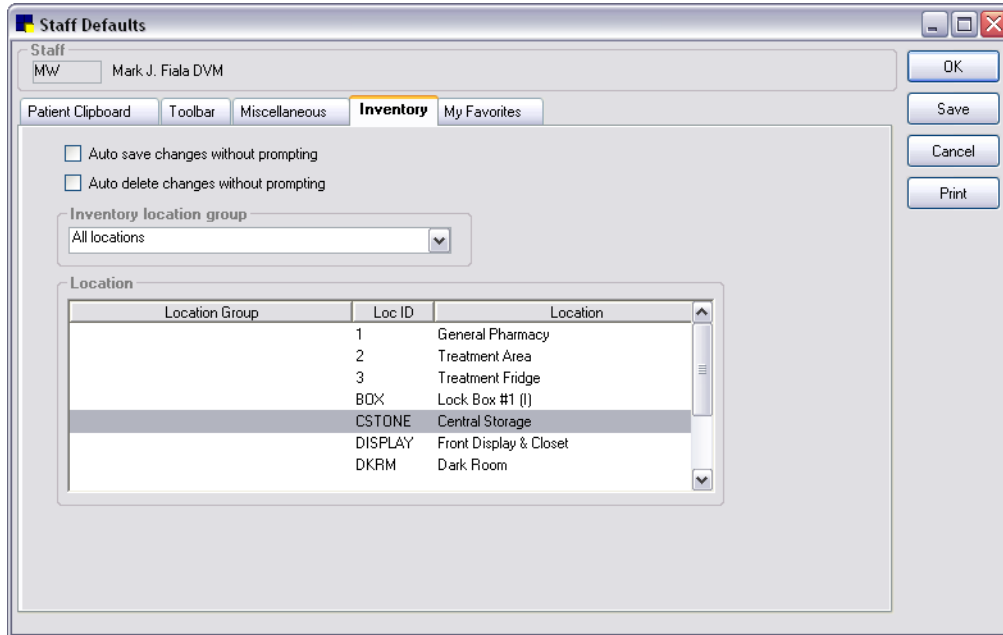 Staff Defaults
Staff
MW Mark J. Fiala DVM
OK
Save
Cancel
Print
Patient Clipboard Toolbar Miscellaneous Inventory My Favorites
Auto save changes without prompting
Auto delete changes without prompting
Inventory location group
All locations
Location
Location Group Loc ID Location
1 General Pharmacy
2 Treatment Area
3 Treatment Fridge
BOX Lock Box #1 (I)
CSTONE Central Storage
DISPLAY Front Display & Closet
DKRM Dark Room